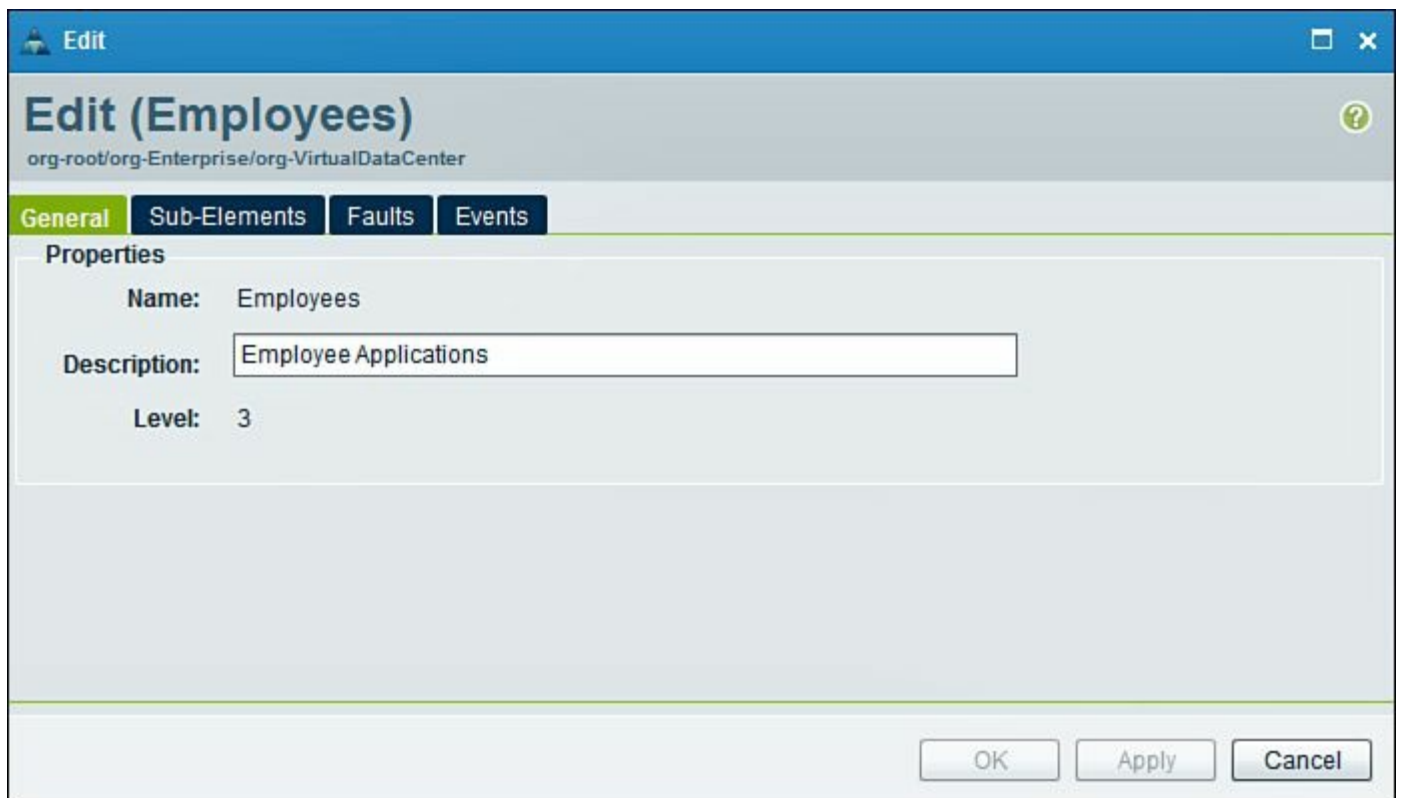 Edit
Edit (Employees)
?
org-root/org-Enterprise/org-VirtualDataCenter
General Sub-Elements Faults Events
Properties
Name: Employees
Description: Employee Applications
Level: 3
OK Apply Cancel